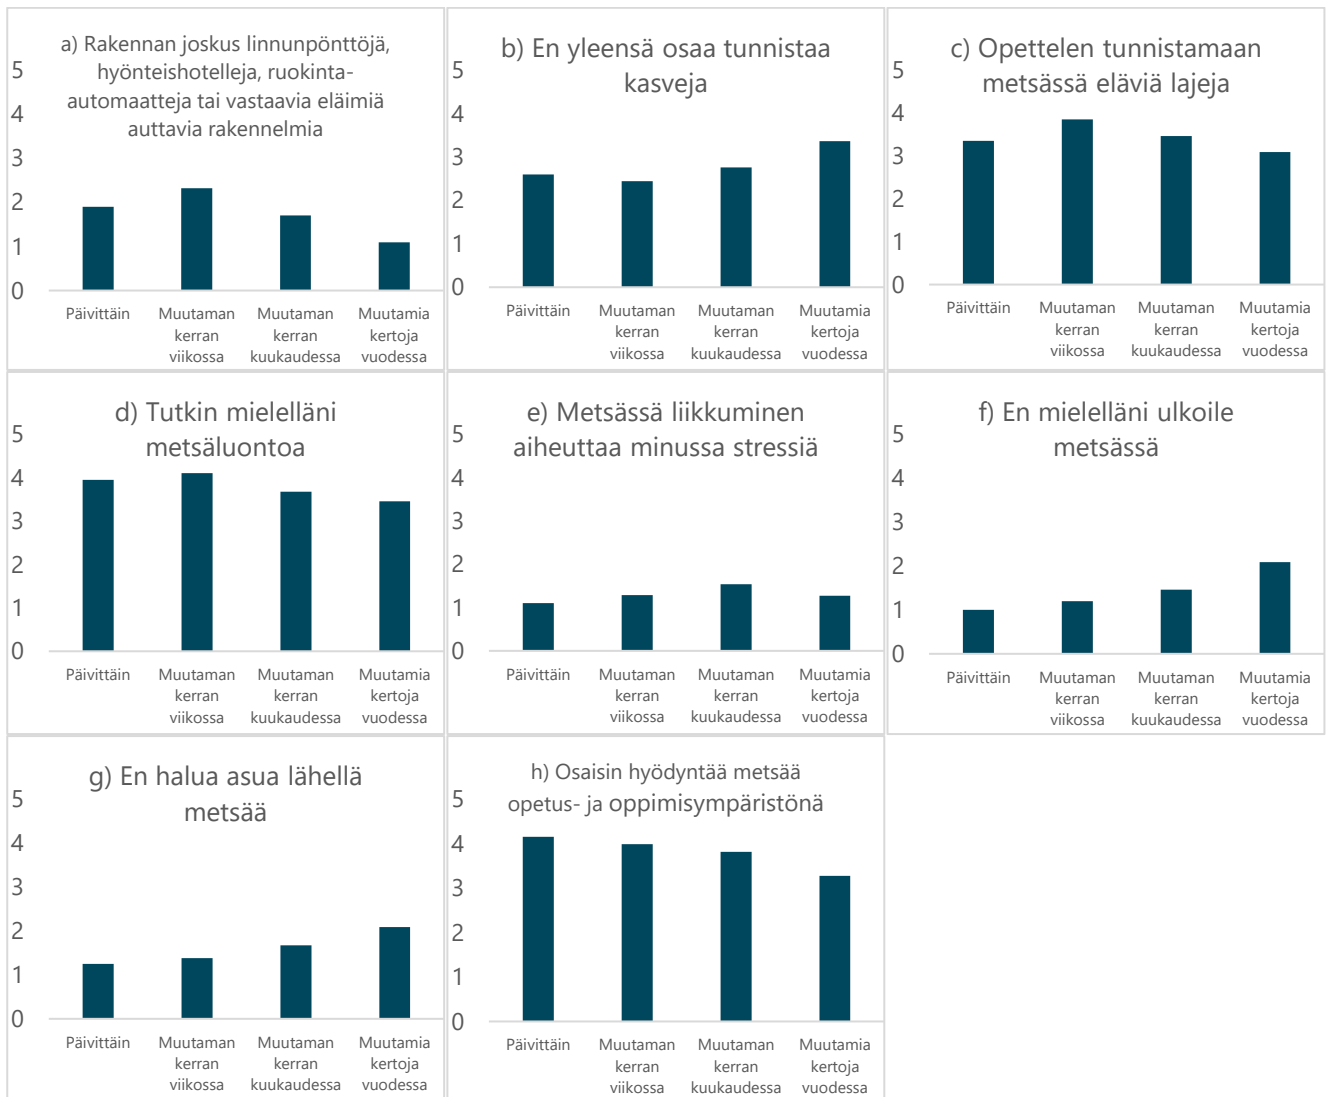 a) Rakennan joskus linnunpönttöjä,
hyönteishotelleja, ruokinta-
automaatteja tai vastaavia eläimiä
auttavia rakennelmia
5
4
3
2
1
0
Päivittäin
Muutaman
kerran
viikossa
Muutaman
kerran
kuukaudessa
Muutamia
kertoja
vuodessa
b) En yleensä osaa tunnistaa
kasveja
5
4
3
2
1
0
Päivittäin
Muutaman
kerran
viikossa
Muutaman
kerran
kuukaudessa
Muutamia
kertoja
vuodessa
c) Opettelen tunnistamaan
metsässä eläviä lajeja
5
4
3
2
1
0
Päivittäin
Muutaman
kerran
viikossa
Muutaman
kerran
kuukaudessa
Muutamia
kertoja
vuodessa
d) Tutkin mielelläni
metsäluontoa
5
4
3
2
1
0
Päivittäin
Muutaman
kerran
viikossa
Muutaman
kerran
kuukaudessa
Muutamia
kertoja
vuodessa
e) Metsässä liikkuminen
aiheuttaa minussa stressiä
5
4
3
2
1
0
Päivittäin
Muutaman
kerran
viikossa
Muutaman
kerran
kuukaudessa
Muutamia
kertoja
vuodessa
f) En mielelläni ulkoile
metsässä
5
4
3
2
1
0
Päivittäin
Muutaman
kerran
viikossa
Muutaman
kerran
kuukaudessa
Muutamia
kertoja
vuodessa
g) En halua asua lähellä
metsää
5
4
3
2
1
0
Päivittäin
Muutaman
kerran
viikossa
Muutaman
kerran
kuukaudessa
Muutamia
kertoja
vuodessa
h) Osaisin hyödyntää metsää
opetus- ja oppimisympäristönä
5
4
3
2
1
0
Päivittäin
Muutaman
kerran
viikossa
Muutaman
kerran
kuukaudessa
Muutamia
kertoja
vuodessa